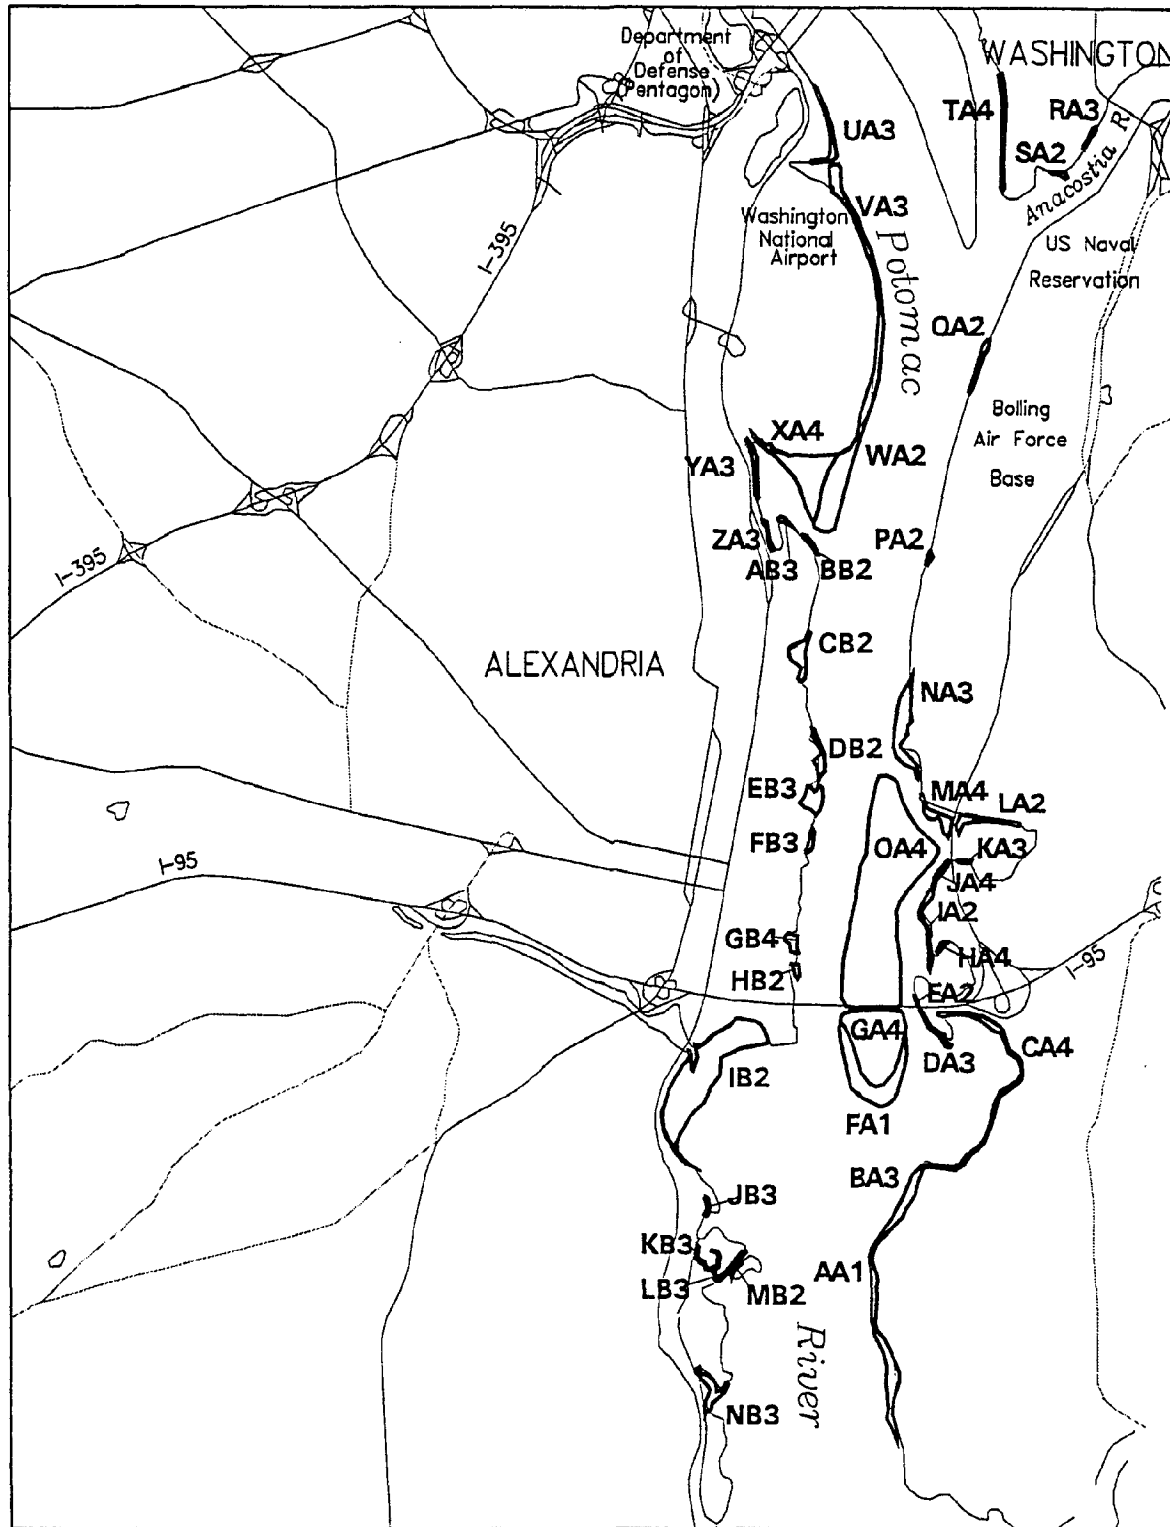 Department
of
Defense
(Pentagon)
WASHINGTON
TA4
RA3
UA3
SA2
Anacostia R
VA3
Washington
National
Airport
Potomac
US Naval
Reservation
I-395
OA2
Bolling
Air Force
Base
XA4
YA3
WA2
ZA3
PA2
I-395
AB3
BB2
CB2
ALEXANDRIA
NA3
DB2
EB3
MA4
LA2
FB3
OA4
KA3
I-95
JA4
IA2
GB4
HA4
I-95
HB2
EA2
GA4
CA4
DA3
IB2
FA1
BA3
JB3
KB3
AA1
LB3
MB2
River
NB3